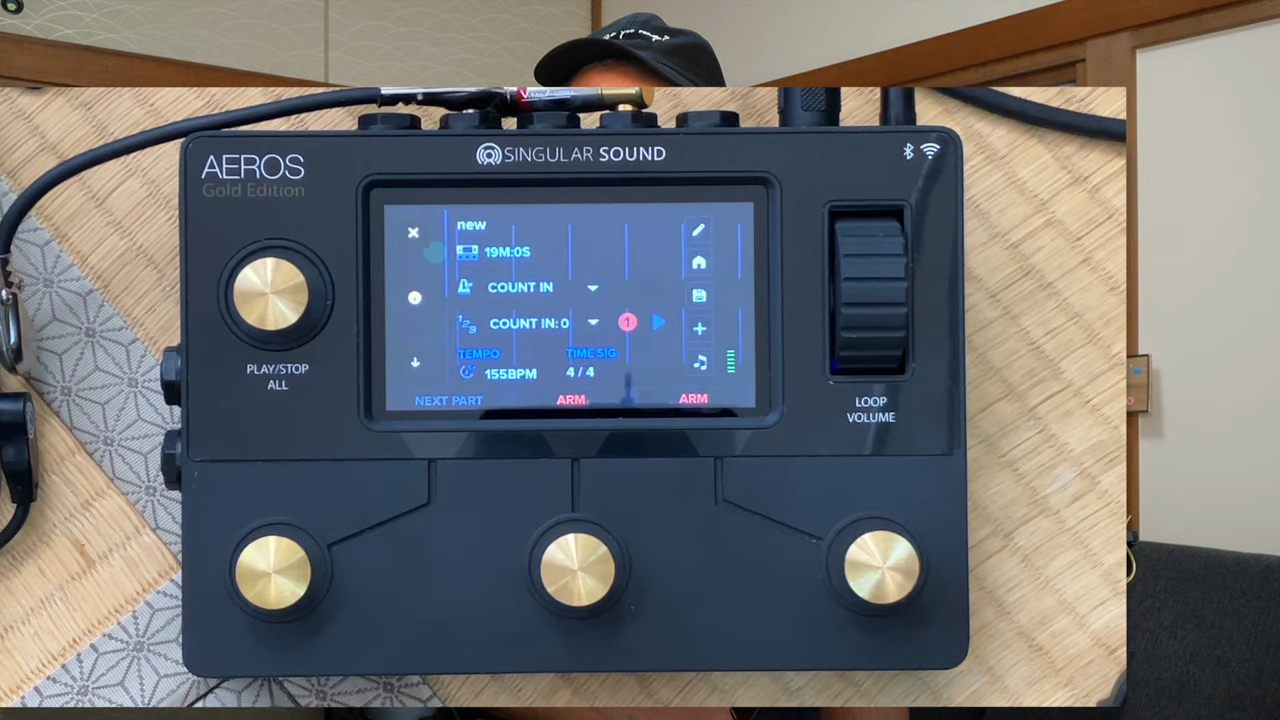 AEROS
Gold Edition
SINGULAR SOUND
new
19M:0S
COUNT IN
123
COUNT IN: 0
1
TEMPO
TIME SIG.
155BPM
4 / 4
NEXT PART
ARM
ARM
PLAY/STOP
ALL
LOOP
VOLUME